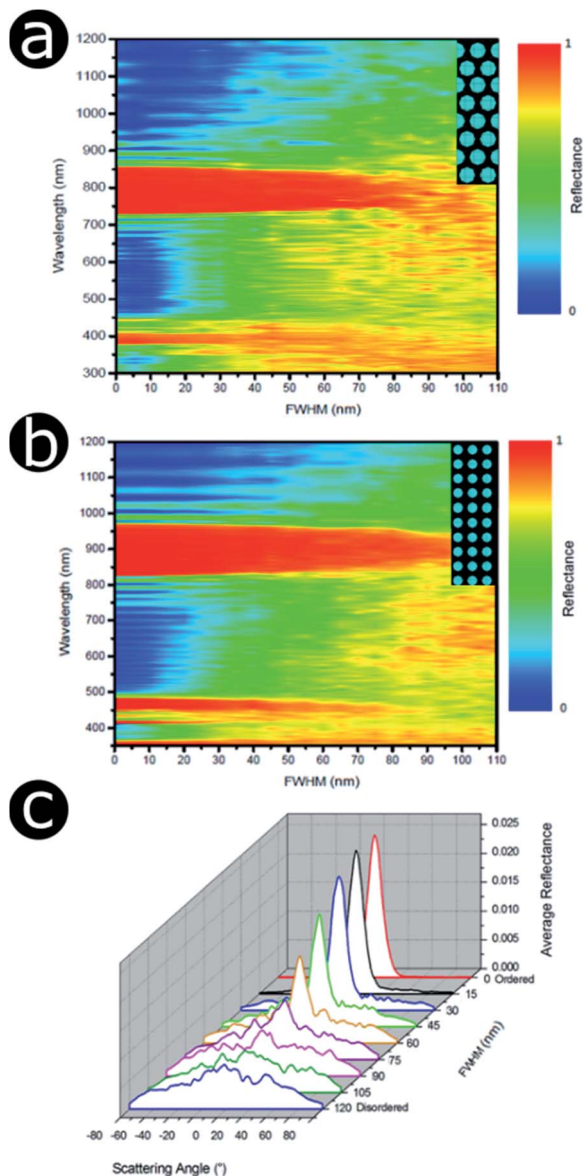 a
1200
1100
1000
900
800
700
600
500
400
300
Wavelength (nm)
0 10 20 30 40 50 60 70 80 90 100 110
FWHM (nm)
1
Reflectance
0
b
1200
1100
1000
900
800
700
600
500
400
Wavelength (nm)
0 10 20 30 40 50 60 70 80 90 100 110
FWHM (nm)
1
Reflectance
0
c
0.025
0.020
0.015
0.010
0.005
0.000
Average Reflectance
0 Ordered
15
30
45
60
75
90
105
120 Disordered
FWHM (nm)
-80 -60 -40 -20 0 20 40 60 80
Scattering Angle (°)